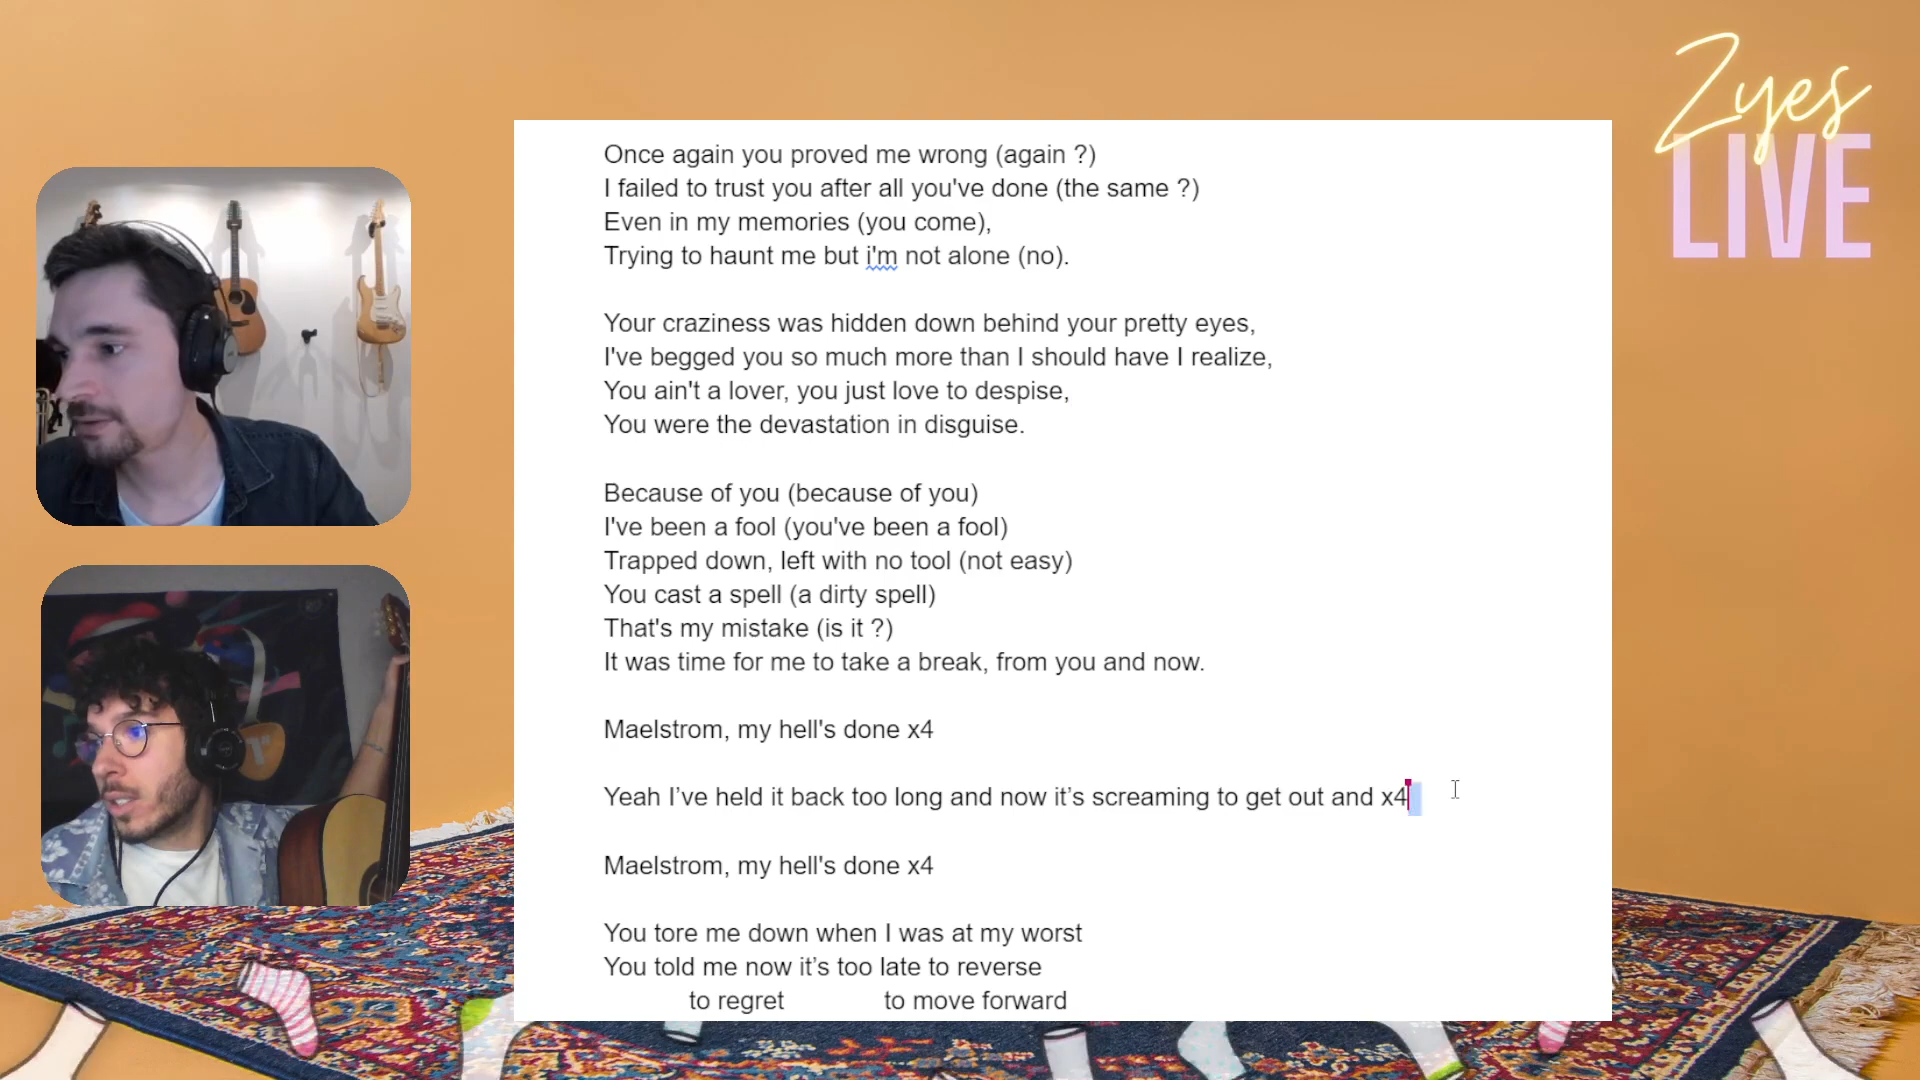 Zyes
LIVE
Once again you proved me wrong (again ?)
I failed to trust you after all you've done (the same ?)
Even in my memories (you come),
Trying to haunt me but i'm not alone (no).
Your craziness was hidden down behind your pretty eyes,
I've begged you so much more than I should have I realize,
You ain't a lover, you just love to despise,
You were the devastation in disguise.
Because of you (because of you)
I've been a fool (you've been a fool)
Trapped down, left with no tool (not easy)
You cast a spell (a dirty spell)
That's my mistake (is it ?)
It was time for me to take a break, from you and now.
Maelstrom, my hell's done x4
Yeah I’ve held it back too long and now it’s screaming to get out and x4
Maelstrom, my hell's done x4
You tore me down when I was at my worst
You told me now it’s too late to reverse
to regret to move forward